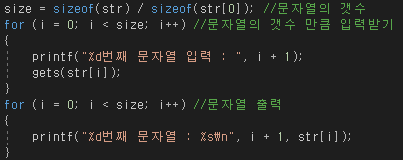 size = sizeof(str) / sizeof(str[0]); //문자열의 갯수
for (i = 0; i < size; i++) //문자열의 갯수 만큼 입력받기
{
printf("%d번째 문자열 입력 : ", i + 1);
gets(str[i]);
}
for (i = 0; i < size; i++) //문자열 출력
{
printf("%d번째 문자열 : %s₩n", i + 1, str[i]);
}